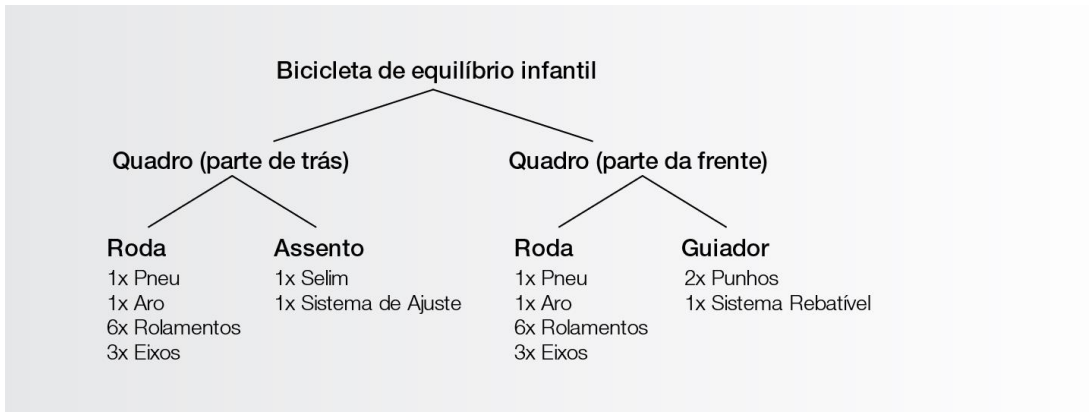 Bicicleta de equilíbrio infantil
Quadro (parte de trás)
Quadro (parte da frente)
Roda
1x Pneu
1x Aro
6x Rolamentos
3x Eixos
Assento
1x Selim
1x Sistema de Ajuste
Roda
1x Pneu
1x Aro
6x Rolamentos
3x Eixos
Guiador
2x Punhos
1x Sistema Rebatível